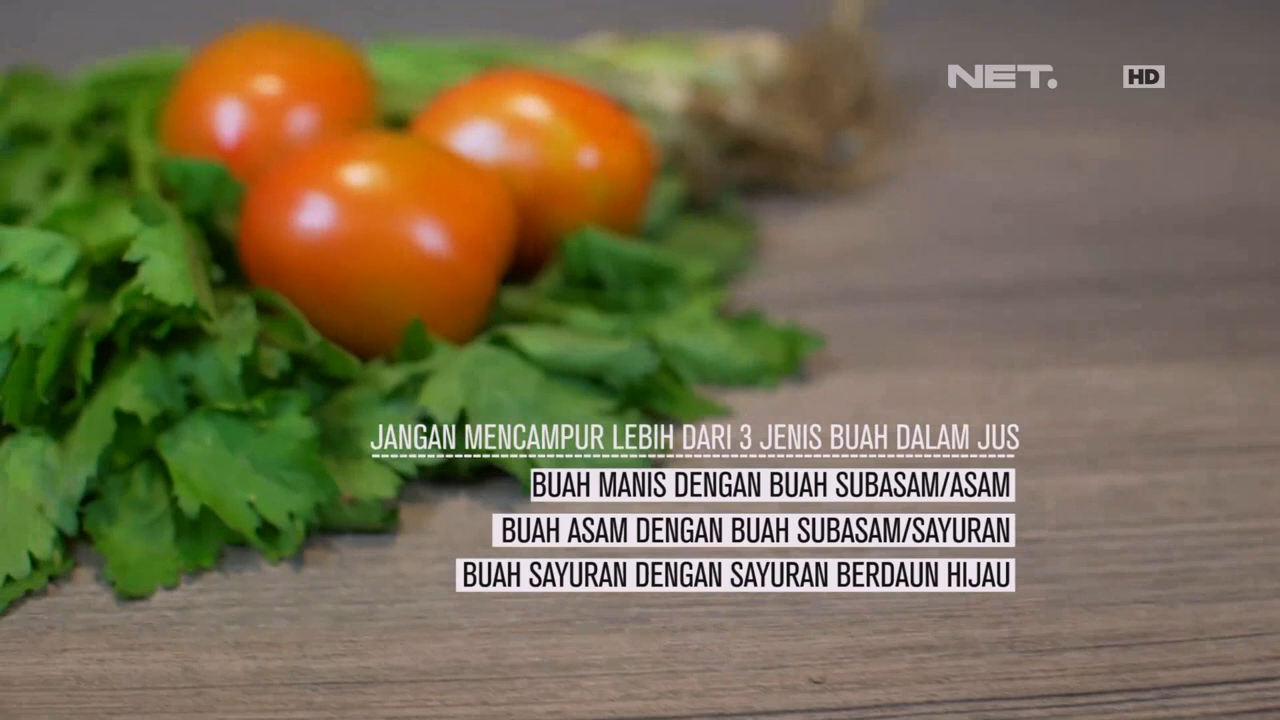 NET. HD
JANGAN MENCAMPUR LEBIH DARI 3 JENIS BUAH DALAM JUS
BUAH MANIS DENGAN BUAH SUBASAM/ASAM
BUAH ASAM DENGAN BUAH SUBASAM/SAYURAN
BUAH SAYURAN DENGAN SAYURAN BERDAUN HIJAU